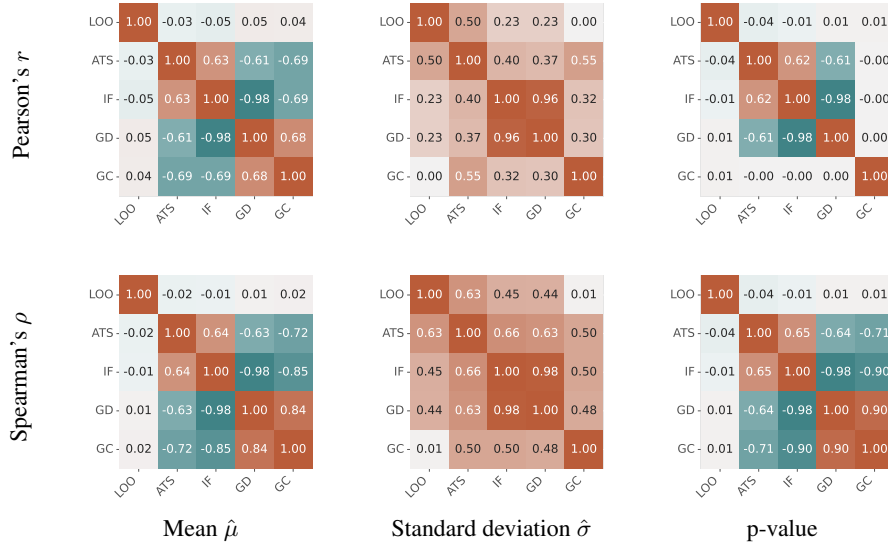 Pearson's r
LOO 1.00 -0.03 -0.05 0.05 0.04
ATS -0.03 1.00 0.63 -0.61 -0.69
IF -0.05 0.63 1.00 -0.98 -0.69
GD 0.05 -0.61 -0.98 1.00 0.68
GC 0.04 -0.69 -0.69 0.68 1.00
LOO ATS IF GD GC
LOO 1.00 0.50 0.23 0.23 0.00
ATS 0.50 1.00 0.40 0.37 0.55
IF 0.23 0.40 1.00 0.96 0.32
GD 0.23 0.37 0.96 1.00 0.30
GC 0.00 0.55 0.32 0.30 1.00
LOO ATS IF GD GC
LOO 1.00 -0.04 -0.01 0.01 0.01
ATS -0.04 1.00 0.62 -0.61 -0.00
IF -0.01 0.62 1.00 -0.98 -0.00
GD 0.01 -0.61 -0.98 1.00 0.00
GC 0.01 -0.00 -0.00 0.00 1.00
LOO ATS IF GD GC
Spearman's ρ
LOO 1.00 -0.02 -0.01 0.01 0.02
ATS -0.02 1.00 0.64 -0.63 -0.72
IF -0.01 0.64 1.00 -0.98 -0.85
GD 0.01 -0.63 -0.98 1.00 0.84
GC 0.02 -0.72 -0.85 0.84 1.00
LOO ATS IF GD GC
LOO 1.00 0.63 0.45 0.44 0.01
ATS 0.63 1.00 0.66 0.63 0.50
IF 0.45 0.66 1.00 0.98 0.50
GD 0.44 0.63 0.98 1.00 0.48
GC 0.01 0.50 0.50 0.48 1.00
LOO ATS IF GD GC
LOO 1.00 -0.04 -0.01 0.01 0.01
ATS -0.04 1.00 0.65 -0.64 -0.71
IF -0.01 0.65 1.00 -0.98 -0.90
GD 0.01 -0.64 -0.98 1.00 0.90
GC 0.01 -0.71 -0.90 0.90 1.00
LOO ATS IF GD GC
Mean μ̂
Standard deviation σ̂
p-value